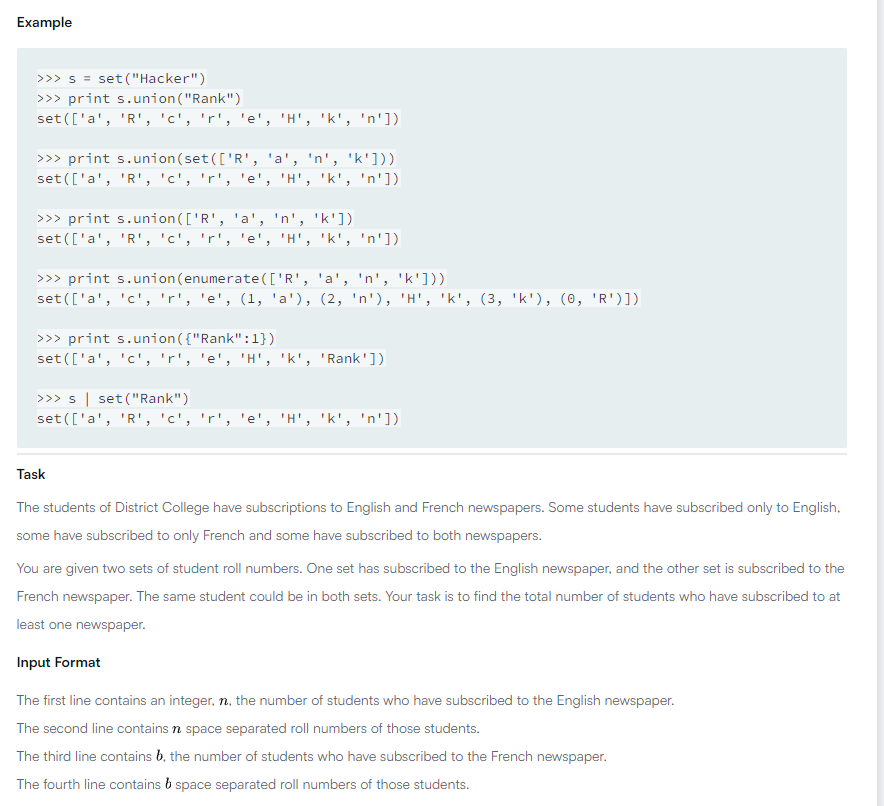 Example
>>> s = set("Hacker")
>>> print s.union("Rank")
set(['a', 'R', 'c', 'r', 'e', 'H', 'k', 'n'])
>>> print s.union(set(['R', 'a', 'n', 'k']))
set(['a', 'R', 'c', 'r', 'e', 'H', 'k', 'n'])
>>> print s.union(['R', 'a', 'n', 'k'])
set(['a', 'R', 'c', 'r', 'e', 'H', 'k', 'n'])
>>> print s.union(enumerate(['R', 'a', 'n', 'k']))
set(['a', 'c', 'r', 'e', (1, 'a'), (2, 'n'), 'H', 'k', (3, 'k'), (0, 'R')])
>>> print s.union({"Rank":1})
set(['a', 'c', 'r', 'e', 'H', 'k', 'Rank'])
>>> s | set("Rank")
set(['a', 'R', 'c', 'r', 'e', 'H', 'k', 'n'])
Task
The students of District College have subscriptions to English and French newspapers. Some students have subscribed only to English,
some have subscribed to only French and some have subscribed to both newspapers.
You are given two sets of student roll numbers. One set has subscribed to the English newspaper, and the other set is subscribed to the
French newspaper. The same student could be in both sets. Your task is to find the total number of students who have subscribed to at
least one newspaper.
Input Format
The first line contains an integer, n, the number of students who have subscribed to the English newspaper.
The second line contains n space separated roll numbers of those students.
The third line contains b, the number of students who have subscribed to the French newspaper.
The fourth line contains b space separated roll numbers of those students.